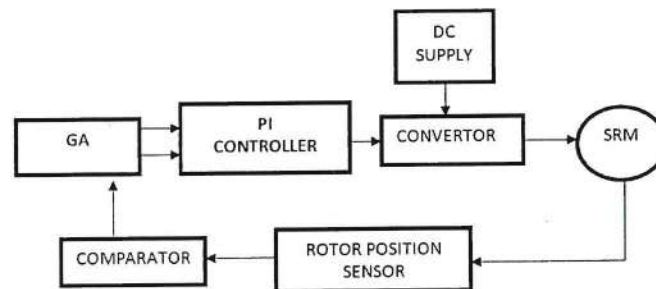 DC
SUPPLY
GA
PI
CONTROLLER
CONVERTOR
SRM
COMPARATOR
ROTOR POSITION
SENSOR